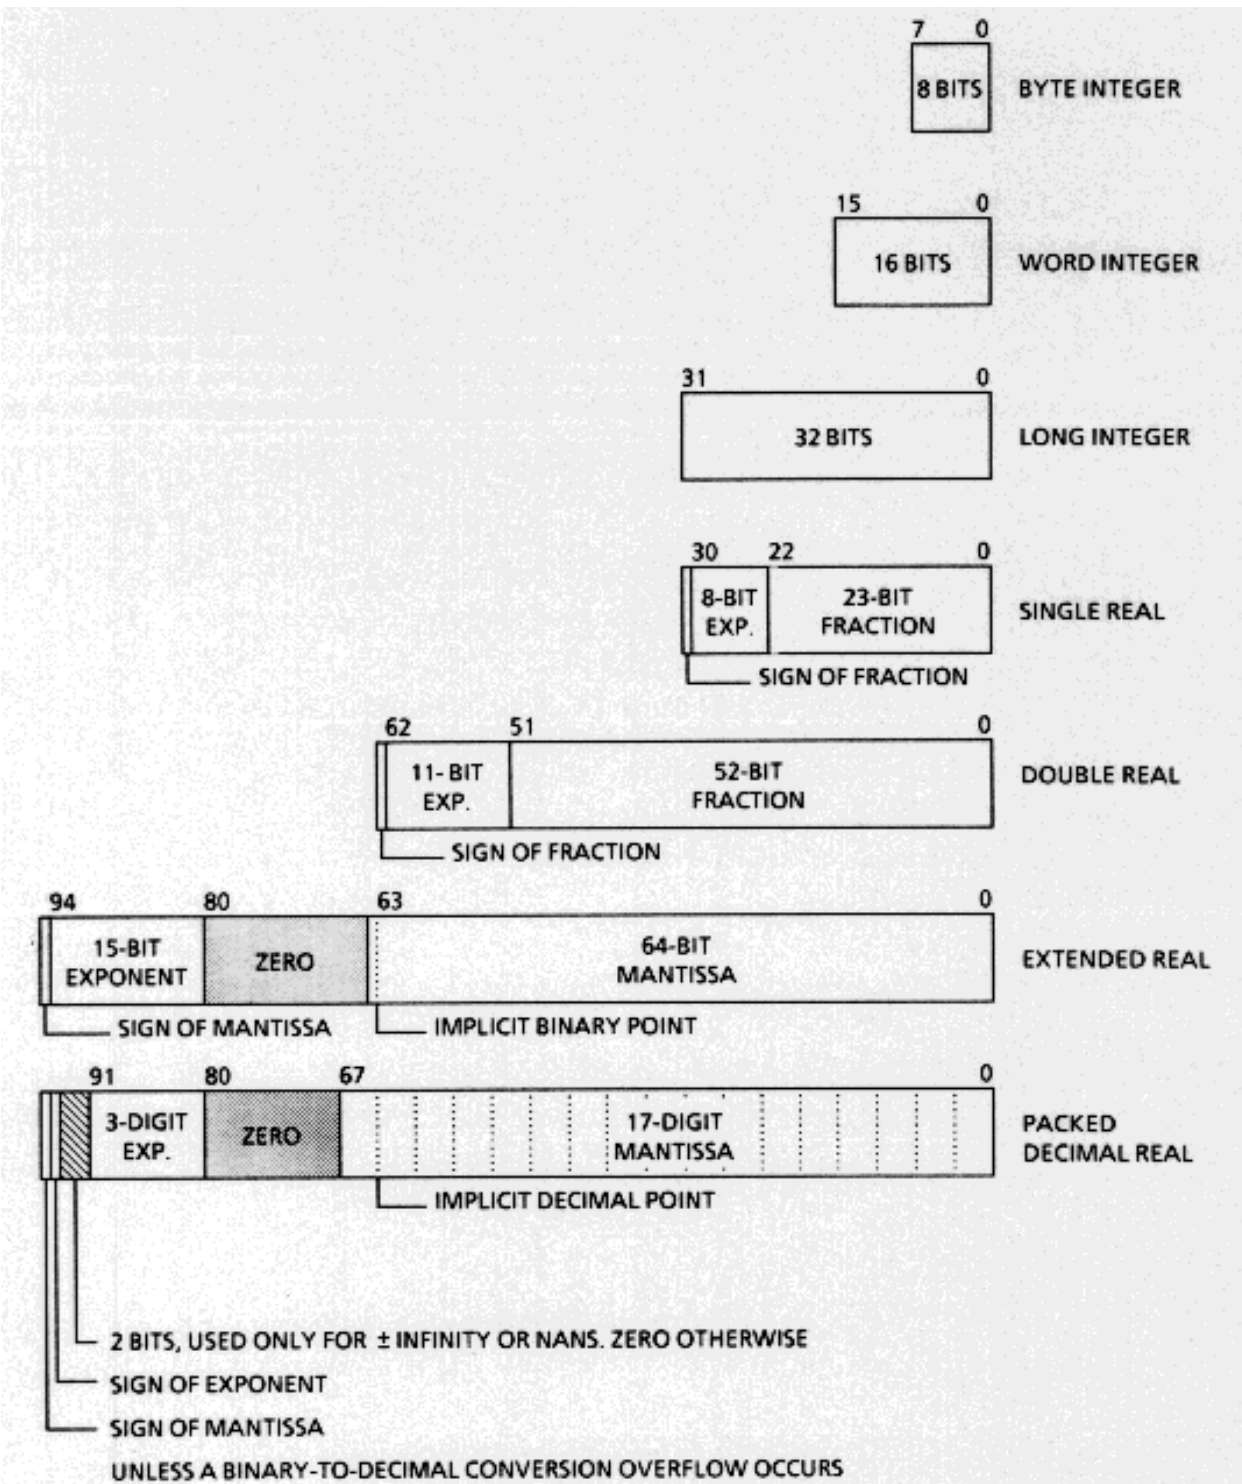 7 0
8 BITS BYTE INTEGER
15 0
16 BITS WORD INTEGER
31 0
32 BITS LONG INTEGER
30 22 0
8-BIT EXP. 23-BIT FRACTION SINGLE REAL
SIGN OF FRACTION
62 51 0
11- BIT EXP. 52-BIT FRACTION DOUBLE REAL
SIGN OF FRACTION
94 80 63 0
15-BIT EXPONENT ZERO 64-BIT MANTISSA EXTENDED REAL
SIGN OF MANTISSA IMPLICIT BINARY POINT
91 80 67 0
3-DIGIT EXP. ZERO 17-DIGIT MANTISSA PACKED DECIMAL REAL
IMPLICIT DECIMAL POINT
2 BITS, USED ONLY FOR ± INFINITY OR NANS. ZERO OTHERWISE
SIGN OF EXPONENT
SIGN OF MANTISSA
UNLESS A BINARY-TO-DECIMAL CONVERSION OVERFLOW OCCURS